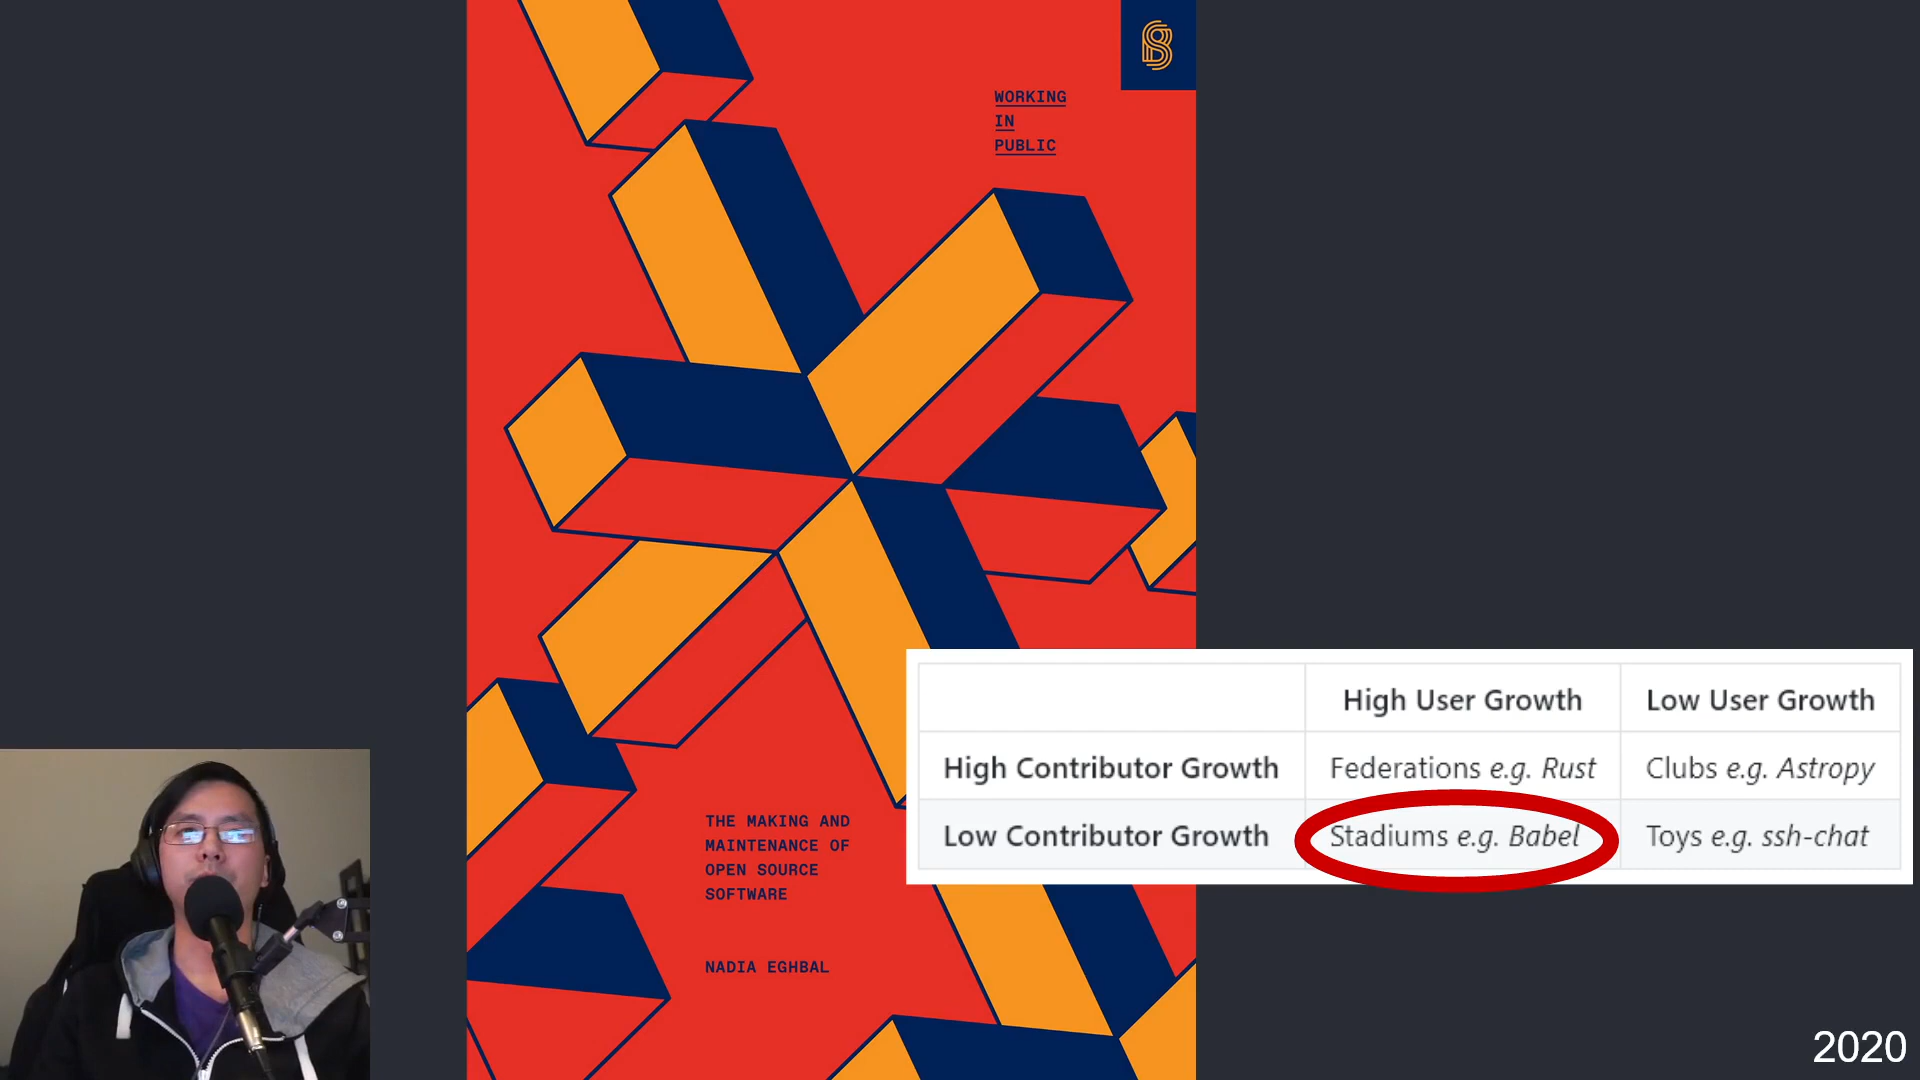 WORKING
IN
PUBLIC
THE MAKING AND
MAINTENANCE OF
OPEN SOURCE
SOFTWARE
NADIA EGHBAL
High User Growth Low User Growth
High Contributor Growth Federations e.g. Rust Clubs e.g. Astropy
Low Contributor Growth Stadiums e.g. Babel Toys e.g. ssh-chat
2020